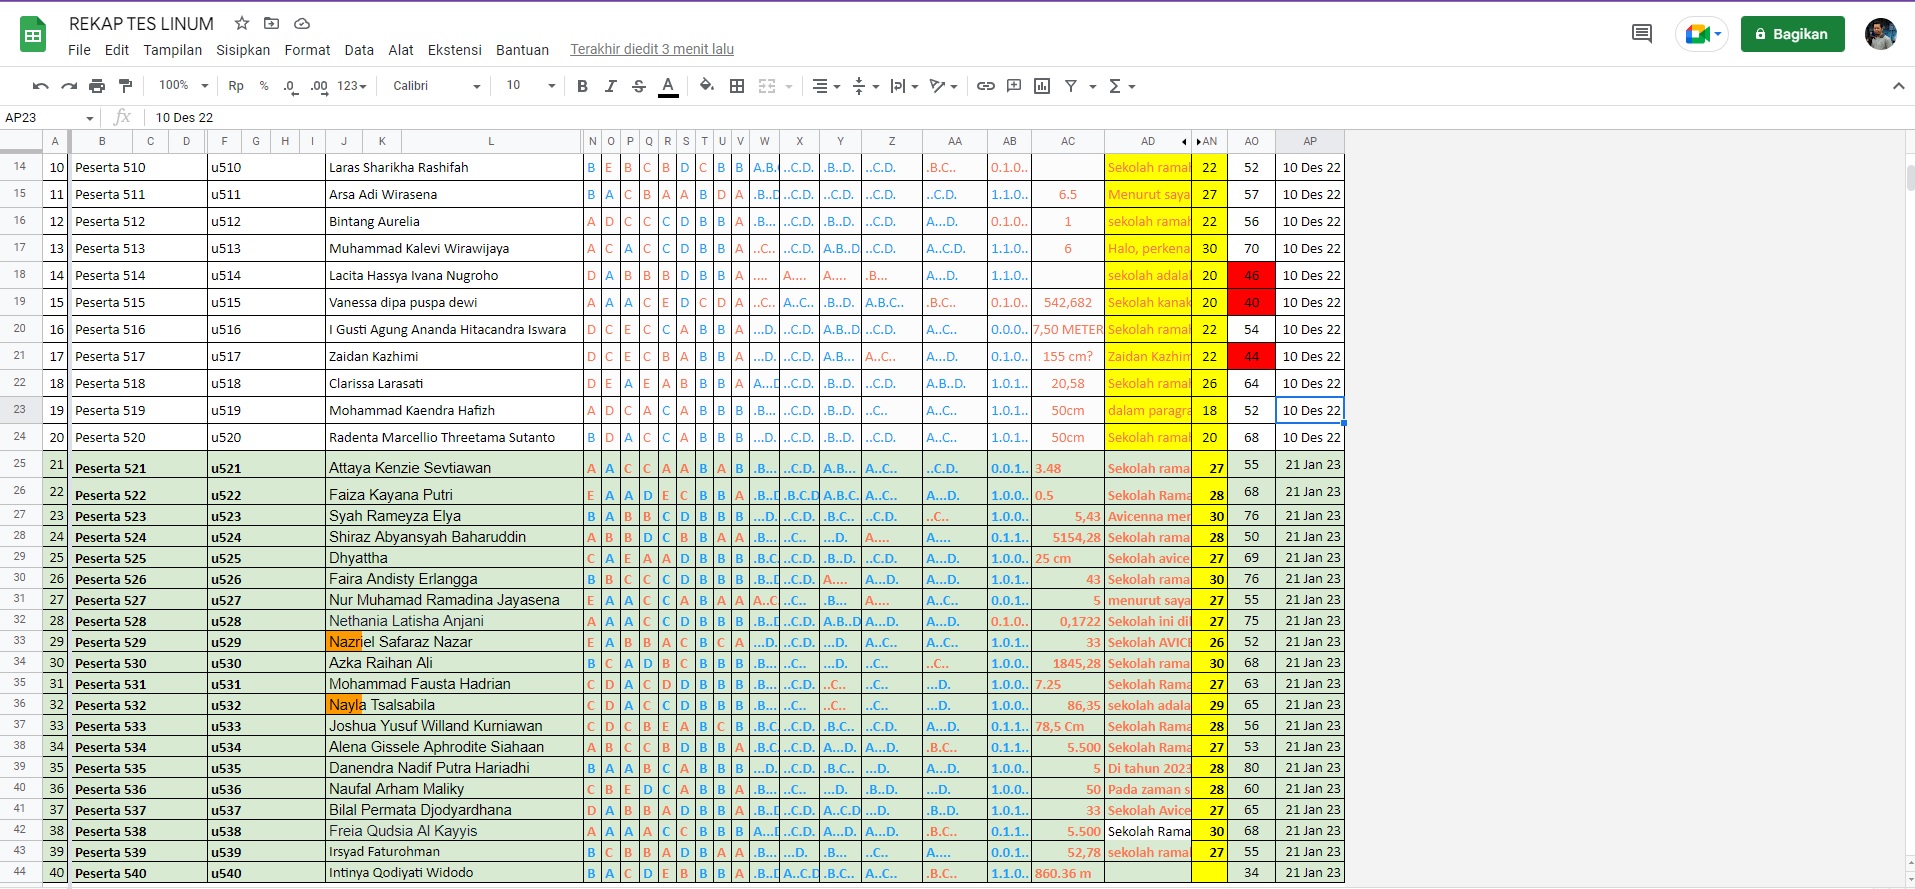 REKAP TES LINUM
File Edit Tampilan Sisipkan Format Data Alat Ekstensi Bantuan Terakhir diedit 3 menit lalu
Bagikan
100% Rp % .0 .00 123 Calibri 10 B I S A
AP23 fx 10 Des 22
A B C D F G H I J K L N O P Q R S T U V W X Y Z AA AB AC AD AN AO AP
14 10 Peserta 510 u510 Laras Sharikha Rashifah B E B C B D C B B A.B. ..C.D. .B..D. ..C.D. .B.C.. 0.1.0.. Sekolah ramal 22 52 10 Des 22
15 11 Peserta 511 u511 Arsa Adi Wirasena B A C B A A B D A .B..D ..C.D. ..C.D. ..C.D. ..C.D. 1.1.0.. 6.5 Menurut saya 27 57 10 Des 22
16 12 Peserta 512 u512 Bintang Aurelia A D C C C D B B A .B... ..C.D. .B..D. ..C.D. A...D. 0.1.0.. 1 sekolah ramal 22 56 10 Des 22
17 13 Peserta 513 u513 Muhammad Kalevi Wirawijaya A C A C C D B B A ..C.. ..C.D. A.B..D ..C.D. A..C.D. 1.1.0.. 6 Halo, perkena 30 70 10 Des 22
18 14 Peserta 514 u514 Lacita Hassya Ivana Nugroho D A B B B D B B A .... A.... A.... .B... A...D. 1.1.0.. sekolah adalal 20 46 10 Des 22
19 15 Peserta 515 u515 Vanessa dipa puspa dewi A A A C E D C D A ..C.. A..C.. .B..D. A.B.C.. .B.C.. 0.1.0.. 542,682 Sekolah kanak 20 40 10 Des 22
20 16 Peserta 516 u516 I Gusti Agung Ananda Hitacandra Iswara D C E C C A B B A ...D. ..C.D. A.B..D ..C.D. A..C.. 0.0.0.. 7,50 METER Sekolah ramal 22 54 10 Des 22
21 17 Peserta 517 u517 Zaidan Kazhimi D C E C B A B B A ...D. ..C.D. A.B... A..C.. A...D. 0.1.0.. 155 cm? Zaidan Kazhim 22 44 10 Des 22
22 18 Peserta 518 u518 Clarissa Larasati D E A E A B B B A A...D ..C.D. .B..D. ..C.D. A.B..D. 1.0.1.. 20,58 Sekolah ramal 26 64 10 Des 22
23 19 Peserta 519 u519 Mohammad Kaendra Hafizh A D C A C A B B B .B... ..C.D. .B..D. ..C.. A..C.. 1.0.1.. 50cm dalam paragra 18 52 10 Des 22
24 20 Peserta 520 u520 Radenta Marcellio Threetama Sutanto B D A C C A B B B ...D. ..C.D. .B..D. ..C.D. A..C.. 1.0.1.. 50cm Sekolah ramal 20 68 10 Des 22
25 21 Peserta 521 u521 Attaya Kenzie Sevtiawan A A C C A A B A B .B... ..C.D. A.B... A..C.. ..C.D. 0.0.1.. 3.48 Sekolah rama 27 55 21 Jan 23
26 22 Peserta 522 u522 Faiza Kayana Putri E A A D E C B B A .B..D .B.C.D A.B.C. A..C.. A...D. 1.0.0.. 0.5 Sekolah Rama 28 68 21 Jan 23
27 23 Peserta 523 u523 Syah Rameyza Elya B A B B C D B B B ...D. ..C.D. .B.C.. ..C.D. ..C.. 1.0.0.. 5,43 Avicenna mer 30 76 21 Jan 23
28 24 Peserta 524 u524 Shiraz Abyansyah Baharuddin A B B D C B B A A .B... ..C.. ...D. A.... A.... 0.1.1.. 5154,28 Sekolah rama 28 50 21 Jan 23
29 25 Peserta 525 u525 Dhyattha C A E A A D B B B .B.C ..C.D. .B..D. ..C.D. A...D. 1.0.0.. 25 cm Sekolah avice 27 69 21 Jan 23
30 26 Peserta 526 u526 Faira Andisty Erlangga B B C C C D B B B .B..D ..C.D. A.... A...D. A...D. 1.0.1.. 43 Sekolah rama 30 76 21 Jan 23
31 27 Peserta 527 u527 Nur Muhamad Ramadina Jayasena E A A C C A B A A A..C ..C.. .B... A.... A..C.. 0.0.1.. 5 menurut saya 27 55 21 Jan 23
32 28 Peserta 528 u528 Nethania Latisha Anjani A A A C C D B B B .B... ..C.D. A.B..D A...D. A...D. 0.1.0.. 0,1722 Sekolah ini dil 27 75 21 Jan 23
33 29 Peserta 529 u529 Nazriel Safaraz Nazar E A B B A C B C A ...D. ..C.D. ...D. A..C.. A..C.. 1.0.1.. 33 Sekolah AVICE 26 52 21 Jan 23
34 30 Peserta 530 u530 Azka Raihan Ali B C A D B C B B B .B... ..C.. ...D. ..C.. ..C.. 1.0.0.. 1845,28 Sekolah rama 30 68 21 Jan 23
35 31 Peserta 531 u531 Mohammad Fausta Hadrian C D A C D D B B B .B... ..C.D. ..C.. ..C.. ...D. 1.0.0.. 7.25 Sekolah Rama 27 63 21 Jan 23
36 32 Peserta 532 u532 Nayla Tsalsabila C D A C C D B B B .B... ..C.. ..C.. ..C.. ...D. 1.0.0.. 86,35 sekolah adala 29 65 21 Jan 23
37 33 Peserta 533 u533 Joshua Yusuf Willand Kurniawan C D C B E A B C B .B.C ..C.D. .B..D. ..C.D. A...D. 0.1.1.. 78,5 Cm Sekolah Rama 28 56 21 Jan 23
38 34 Peserta 534 u534 Alena Gissele Aphrodite Siahaan A B C C B D B B A .B.C ..C.D. A...D. A...D. .B.C.. 0.1.1.. 5.500 Sekolah Rama 27 53 21 Jan 23
39 35 Peserta 535 u535 Danendra Nadif Putra Hariadhi B A A B C A B B B ...D. ..C.D. .B.C.. ...D. A...D. 1.0.0.. 5 Di tahun 2023 28 80 21 Jan 23
40 36 Peserta 536 u536 Naufal Arham Maliky C B E D C A B B A .B... ..C.. ...D. .B..D. ...D. 1.0.0.. 50 Pada zaman s 28 60 21 Jan 23
41 37 Peserta 537 u537 Bilal Permata Djodyardhana D A B B A D B B A .B..D ..C.D. A..C.D ...D. .B..D. 1.0.1.. 33 Sekolah Avice 27 65 21 Jan 23
42 38 Peserta 538 u538 Freia Qudsia Al Kayyis A A A A C C B B B A...D ..C.D. A...D. A...D. .B.C.. 0.1.1.. 5.500 Sekolah Rama 30 68 21 Jan 23
43 39 Peserta 539 u539 Irsyad Faturohman B C B B A D B A A .B... ...D. .B... ..C.. A.... 0.0.1.. 52,78 sekolah ramal 27 55 21 Jan 23
44 40 Peserta 540 u540 Intinya Qodiyati Widodo B A C D E B B B A .B..D A..C.D .B.C.. A..C.. .B.C.. 1.1.0.. 860.36 m 34 21 Jan 23